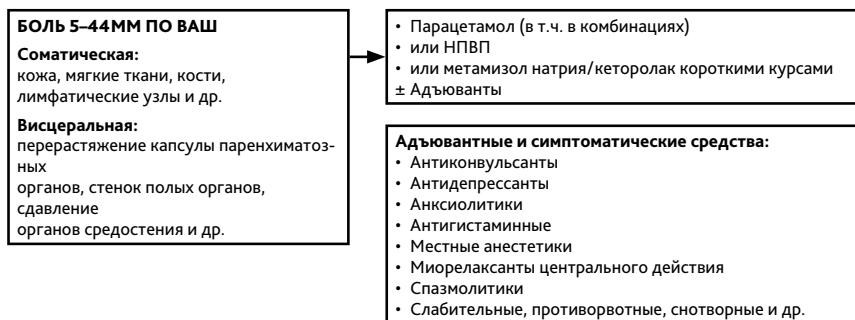 БОЛЬ 5–44ММ ПО ВАШ
Соматическая:
кожа, мягкие ткани, кости,
лимфатические узлы и др.
Висцеральная:
перерастяжение капсулы паренхиматоз-
ных
органов, стенок полых органов,
сдавление
органов средостения и др.
• Парацетамол (в т.ч. в комбинациях)
• или НПВП
• или метамизол натрия/кеторолак короткими курсами
± Адъюванты
Адъювантные и симптоматические средства:
• Антиконвульсанты
• Антидепрессанты
• Анксиолитики
• Антигистаминные
• Местные анестетики
• Миорелаксанты центрального действия
• Спазмолитики
• Слабительные, противорвотные, снотворные и др.